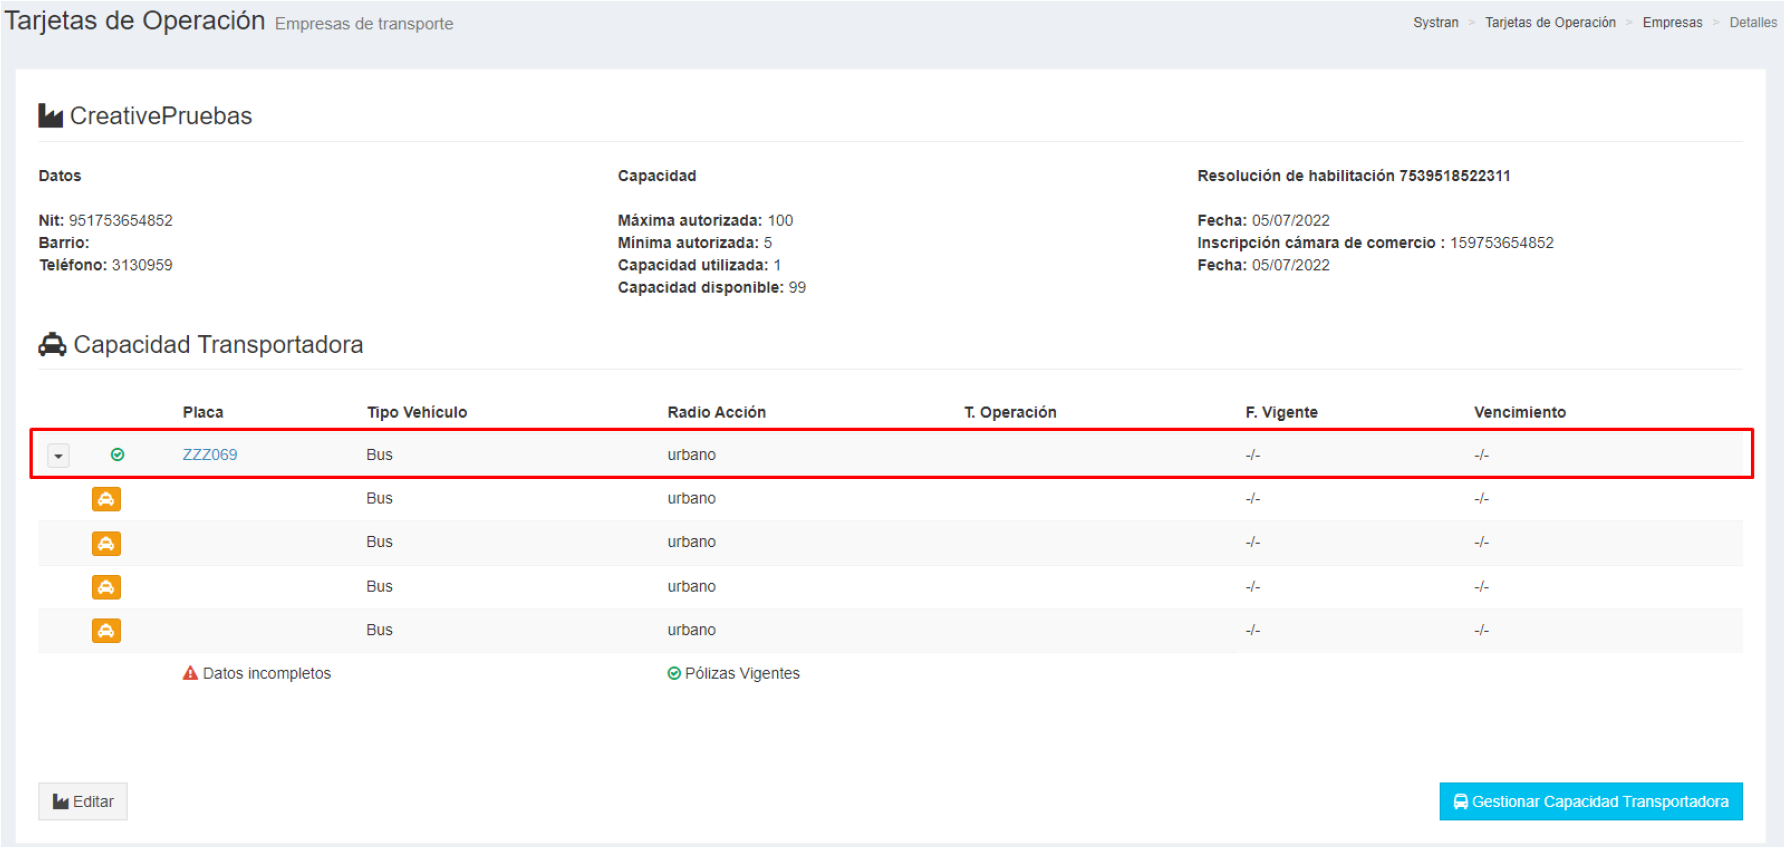 Tarjetas de Operación Empresas de transporte
Systran > Tarjetas de Operación > Empresas > Detalles
CreativePruebas
Datos
Nit: 951753654852
Barrio:
Teléfono: 3130959
Capacidad
Máxima autorizada: 100
Mínima autorizada: 5
Capacidad utilizada: 1
Capacidad disponible: 99
Resolución de habilitación 7539518522311
Fecha: 05/07/2022
Inscripción cámara de comercio : 159753654852
Fecha: 05/07/2022
Capacidad Transportadora
Placa Tipo Vehículo Radio Acción T. Operación F. Vigente Vencimiento
ZZZ069 Bus urbano -/- -/-
Bus urbano -/- -/-
Bus urbano -/- -/-
Bus urbano -/- -/-
Bus urbano -/- -/-
Datos incompletos Pólizas Vigentes
Editar
Gestionar Capacidad Transportadora